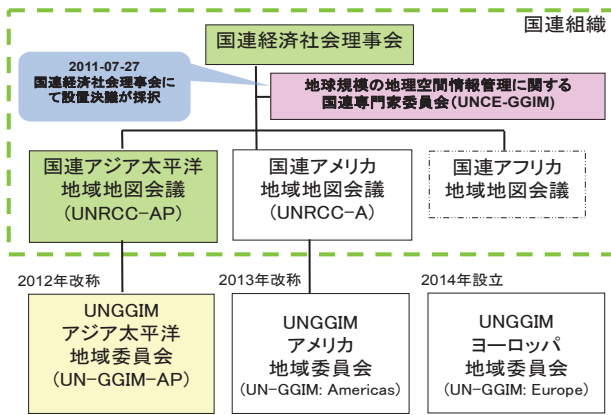 国連組織
国連経済社会理事会
2011-07-27
国連経済社会理事会に
て設置決議が採択
地球規模の地理空間情報管理に関する
国連専門家委員会(UNCE-GGIM)
国連アジア太平洋
地域地図会議
(UNRCC-AP)
国連アメリカ
地域地図会議
(UNRCC-A)
国連アフリカ
地域地図会議
2012年改称
2013年改称
2014年設立
UNGGIM
アジア太平洋
地域委員会
(UN-GGIM-AP)
UNGGIM
アメリカ
地域委員会
(UN-GGIM: Americas)
UNGGIM
ヨーロッパ
地域委員会
(UN-GGIM: Europe)